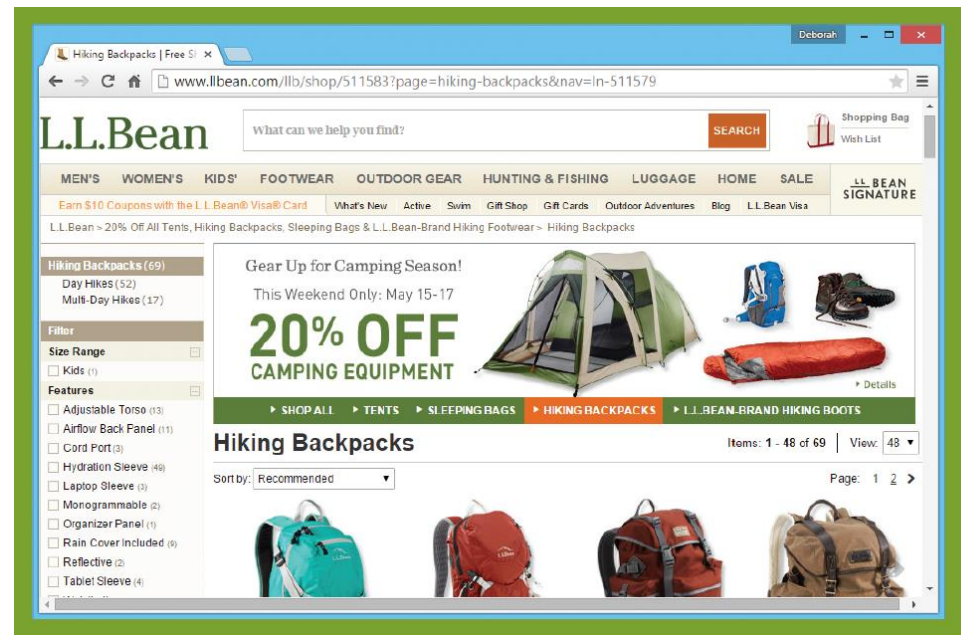 Deborah
Hiking Backpacks | Free S
www.llbean.com/llb/shop/511583?page=hiking-backpacks&nav=ln-511579
L.L.Bean
What can we help you find?
SEARCH
Shopping Bag
Wish List
MEN'S WOMEN'S KIDS' FOOTWEAR OUTDOOR GEAR HUNTING & FISHING LUGGAGE HOME SALE
LL BEAN
SIGNATURE
Earn $10 Coupons with the L.L.Bean® Visa® Card What's New Active Swim Gift Shop Gift Cards Outdoor Adventures Blog L.L.Bean Visa
L.L.Bean > 20% Off All Tents, Hiking Backpacks, Sleeping Bags & L.L.Bean-Brand Hiking Footwear > Hiking Backpacks
Hiking Backpacks (69)
Day Hikes (52)
Multi-Day Hikes (17)
Filter
Size Range
Kids (1)
Features
Adjustable Torso (13)
Airflow Back Panel (11)
Cord Port (3)
Hydration Sleeve (49)
Laptop Sleeve (3)
Monogrammable (2)
Organizer Panel (1)
Rain Cover Included (9)
Reflective (2)
Tablet Sleeve (4)
Gear Up for Camping Season!
This Weekend Only: May 15-17
20% OFF
CAMPING EQUIPMENT
Details
SHOP ALL TENTS SLEEPING BAGS HIKING BACKPACKS L.L.BEAN-BRAND HIKING BOOTS
Hiking Backpacks
Items: 1 - 48 of 69 View: 48
Sort by: Recommended
Page: 1 2 >